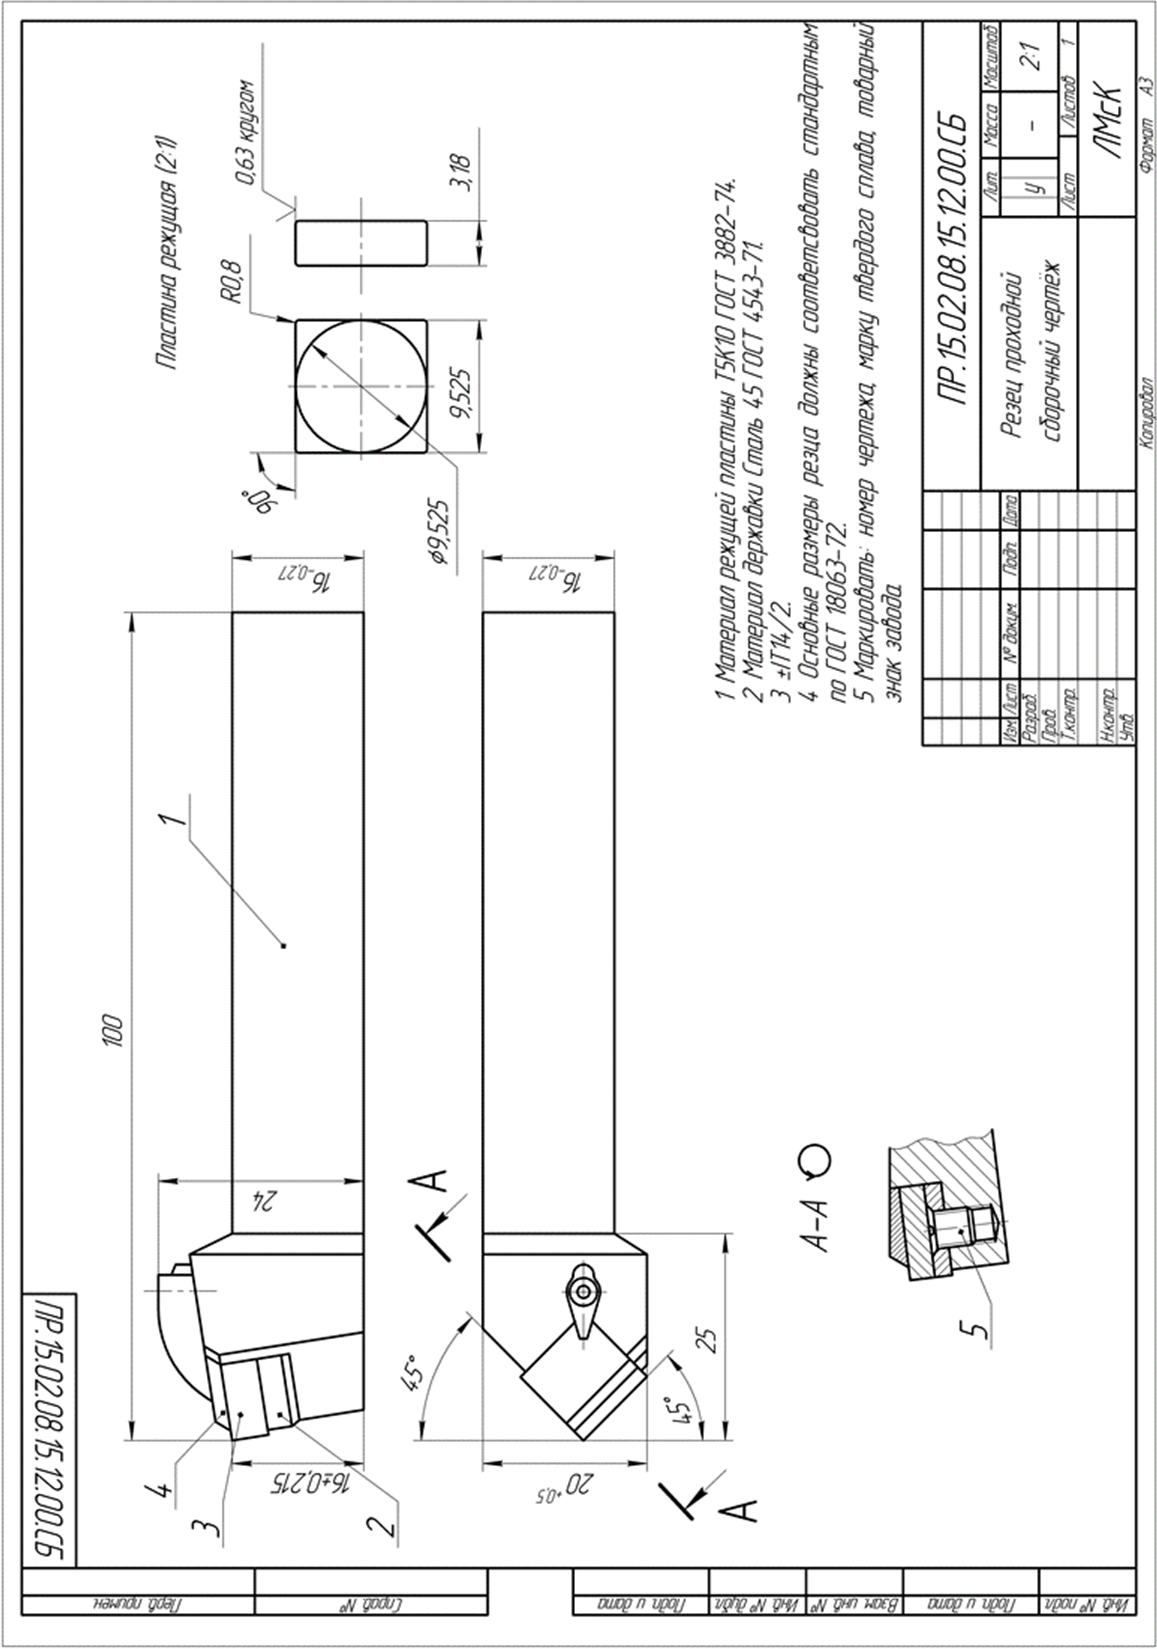 ПР.15.02.08.15.12.00.СБ
Перв. примен.
Справ. №
Подп. и дата
Инв. № дубл.
Взам. инв. №
Подп. и дата
Инв. № подл.
100
24
16±0,215
16-0,27
1
2
3
4
Пластина режущая (2:1)
0,63 кругом
R0,8
90°
9,525
3,18
ø9,525
A
A
45°
45°
25
20+0,5
16-0,27
A-A
5
1 Материал режущей пластины Т5К10 ГОСТ 3882-74.
2 Материал державки Сталь 45 ГОСТ 4543-71.
3 ±IT14/2.
4 Основные размеры резца должны соответсвовать стандартным
по ГОСТ 18063-72.
5 Маркировать: номер чертежа, марку твердого сплава, товарный
знак завода
ПР.15.02.08.15.12.00.СБ
Изм. Лист № докум. Подп. Дата
Разраб.
Пров.
Т.контр.
Н.контр.
Утв.
Резец проходной
сборочный чертёж
Лит. Масса Масштаб
У - 2:1
Лист Листов 1
ЛМсК
Копировал Формат А3